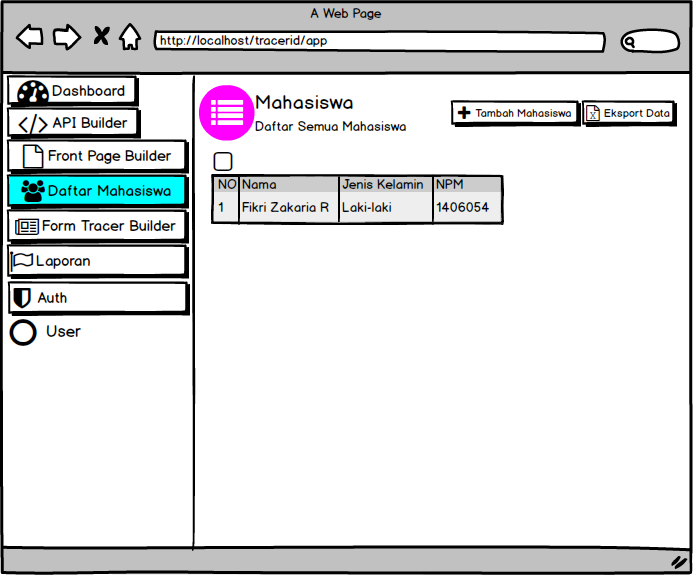 A Web Page
http://localhost/tracerid/app
Dashboard
API Builder
Front Page Builder
Daftar Mahasiswa
Form Tracer Builder
Laporan
Auth
User
Mahasiswa
Daftar Semua Mahasiswa
Tambah Mahasiswa
Eksport Data
NO Nama Jenis Kelamin NPM
1 Fikri Zakaria R Laki-laki 1406054